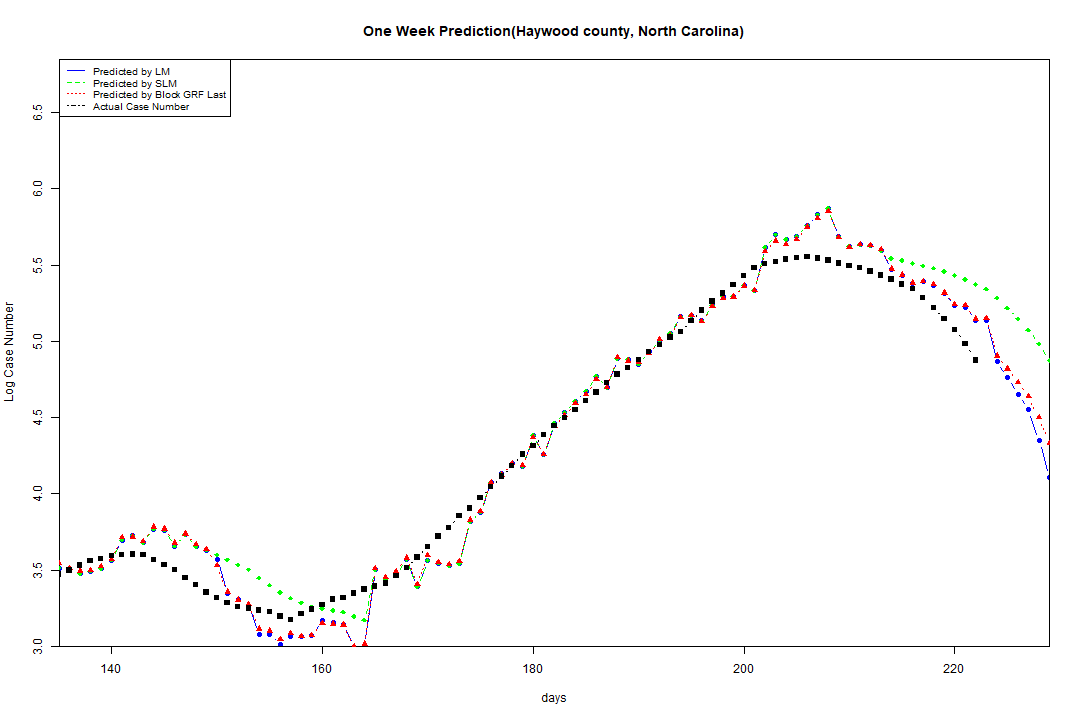 One Week Prediction(Haywood county, North Carolina)
Predicted by LM
Predicted by SLM
Predicted by Block GRF Last
Actual Case Number
6.5
6.0
5.5
5.0
4.5
4.0
3.5
3.0
Log Case Number
140 160 180 200 220
days